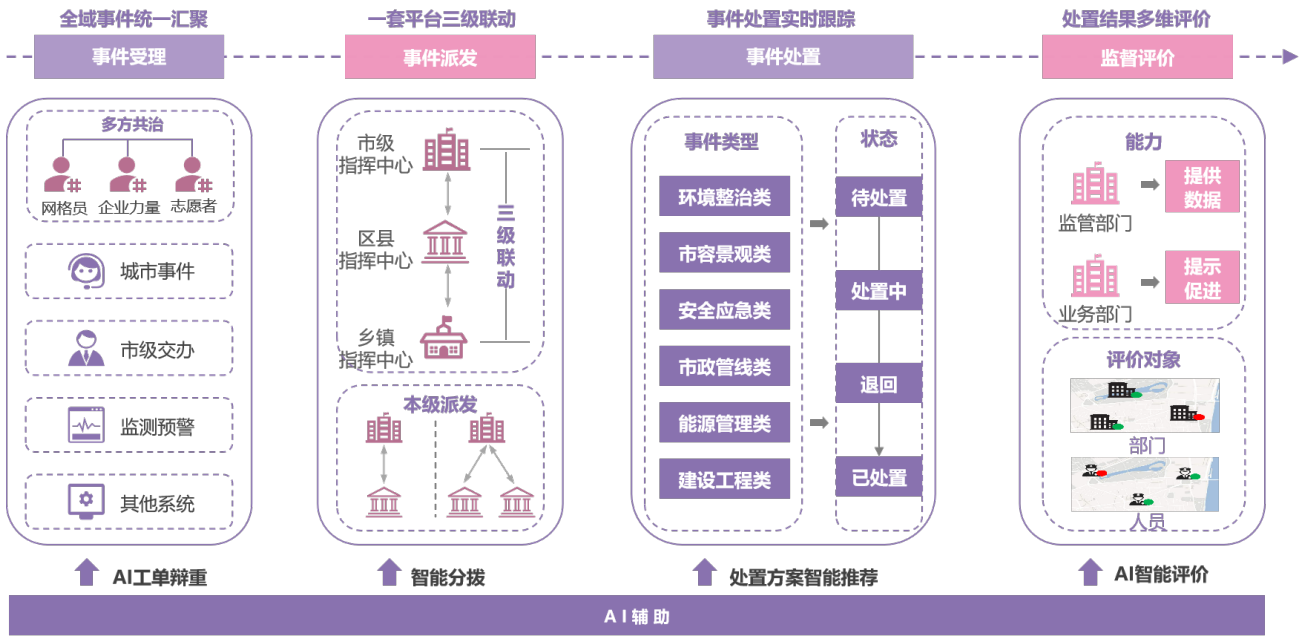 全域事件统一汇聚
一套平台三级联动
事件处置实时跟踪
处置结果多维评价
事件受理
事件派发
事件处置
监督评价
多方共治
网格员
企业力量
志愿者
城市事件
市级交办
监测预警
其他系统
市级
指挥中心
区县
指挥中心
乡镇
指挥中心
三级联动
本级派发
事件类型
环境整治类
市容景观类
安全应急类
市政管线类
能源管理类
建设工程类
状态
待处置
处置中
退回
已处置
能力
监管部门
提供
数据
业务部门
提示
促进
评价对象
部门
人员
AI工单辩重
智能分拨
处置方案智能推荐
AI智能评价
AI辅助